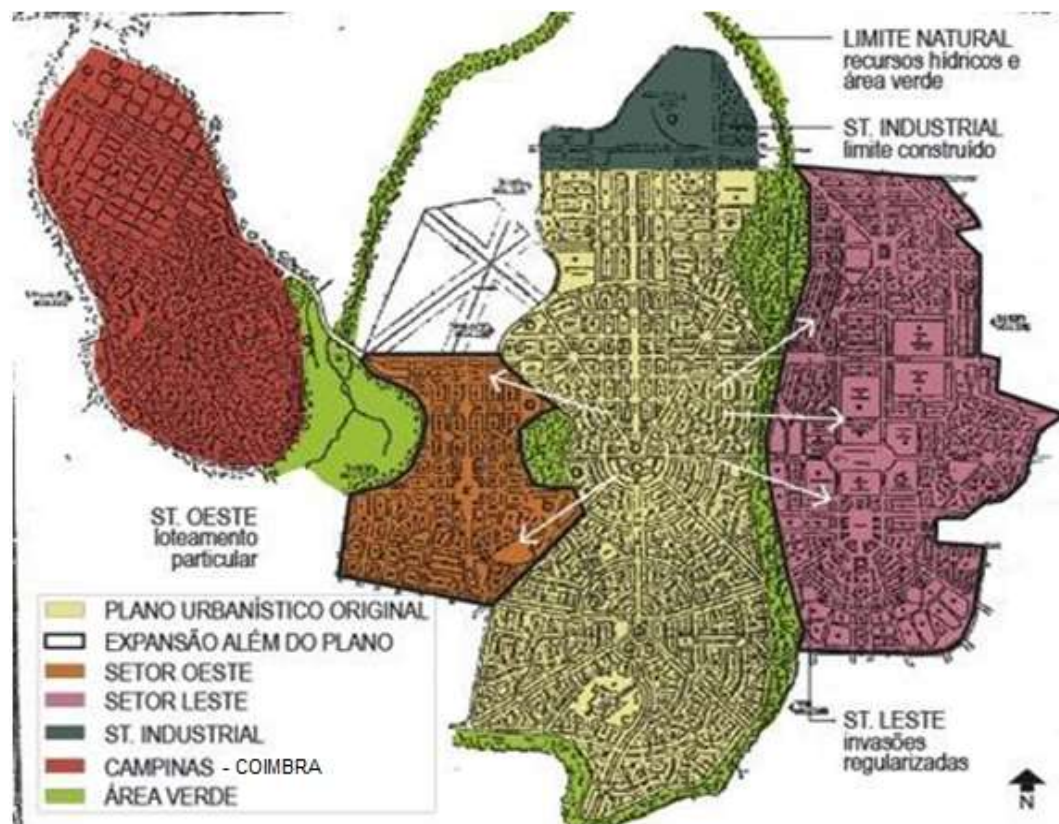 LIMITE NATURAL
recursos hídricos e
área verde
ST. INDUSTRIAL
limite construído
ST. OESTE
loteamento
particular
PLANO URBANÍSTICO ORIGINAL
EXPANSÃO ALÉM DO PLANO
SETOR OESTE
SETOR LESTE
ST. INDUSTRIAL
CAMPINAS - COIMBRA
ÁREA VERDE
ST. LESTE
invasões
regularizadas
N